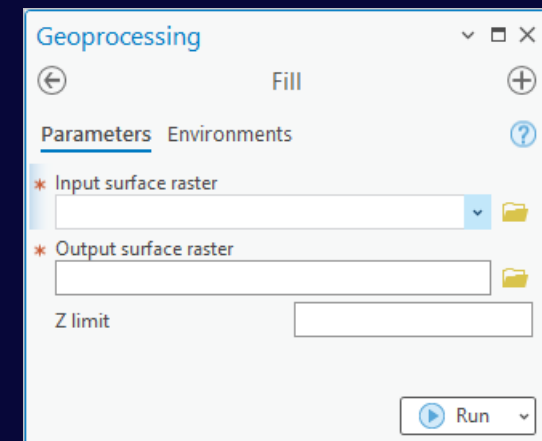 Geoprocessing
Fill
Parameters Environments
* Input surface raster
* Output surface raster
Z limit
Run